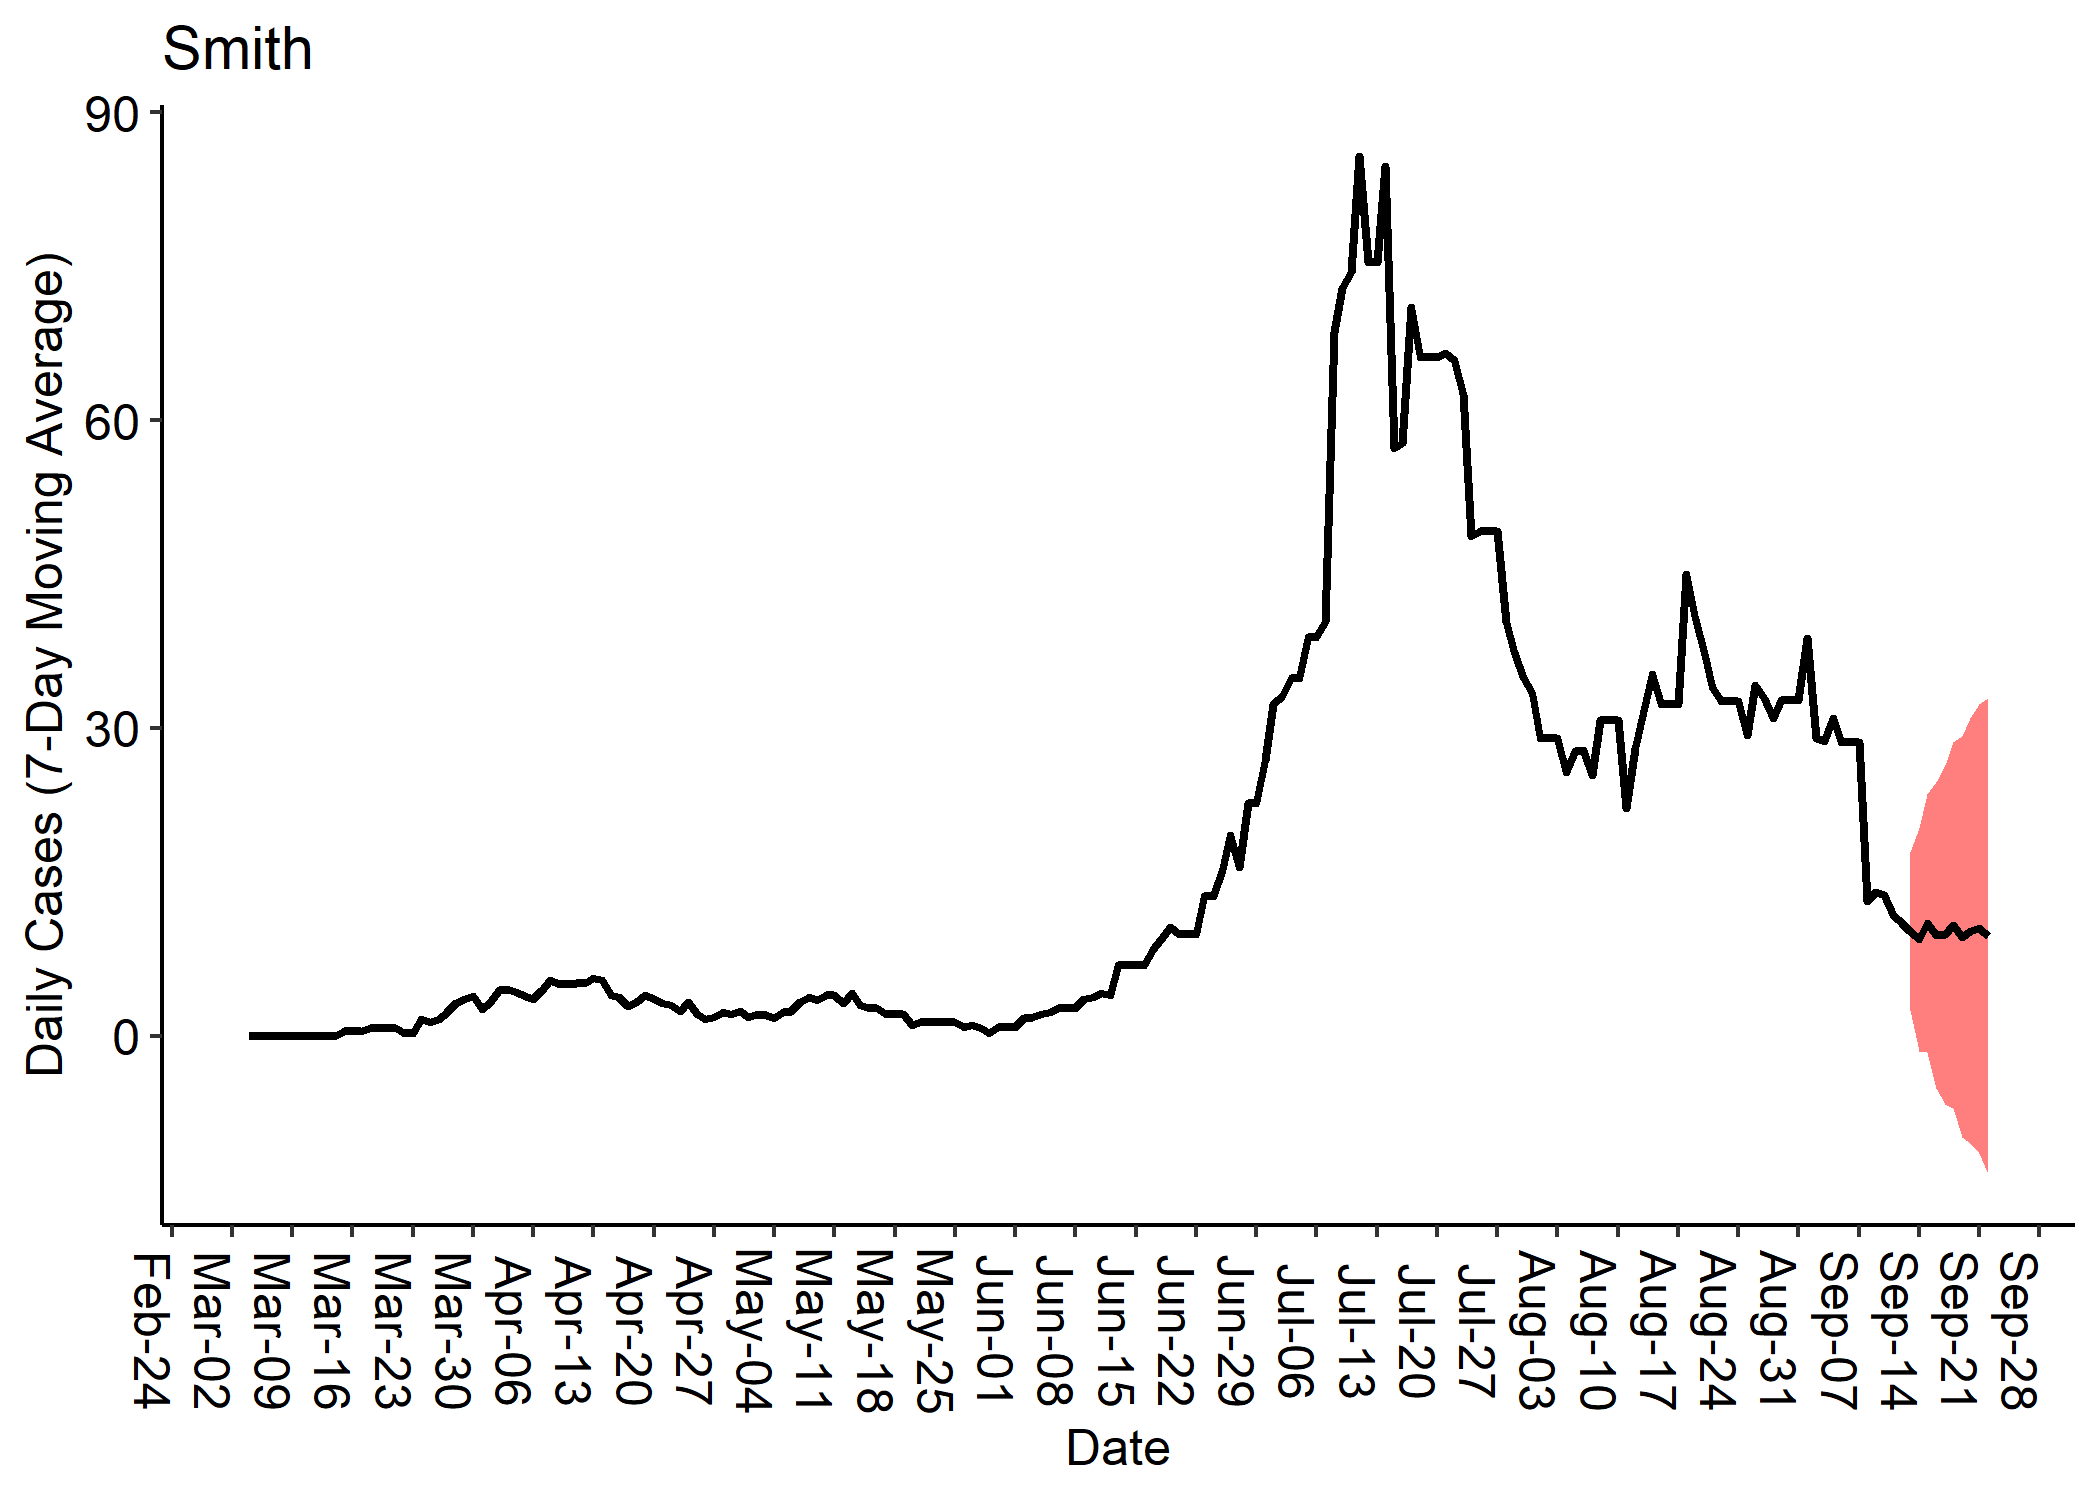 Smith
90
60
30
0
Daily Cases (7-Day Moving Average)
Feb-24
Mar-02
Mar-09
Mar-16
Mar-23
Mar-30
Apr-06
Apr-13
Apr-20
Apr-27
May-04
May-11
May-18
May-25
Jun-01
Jun-08
Jun-15
Jun-22
Jun-29
Jul-06
Jul-13
Jul-20
Jul-27
Aug-03
Aug-10
Aug-17
Aug-24
Aug-31
Sep-07
Sep-14
Sep-21
Sep-28
Date